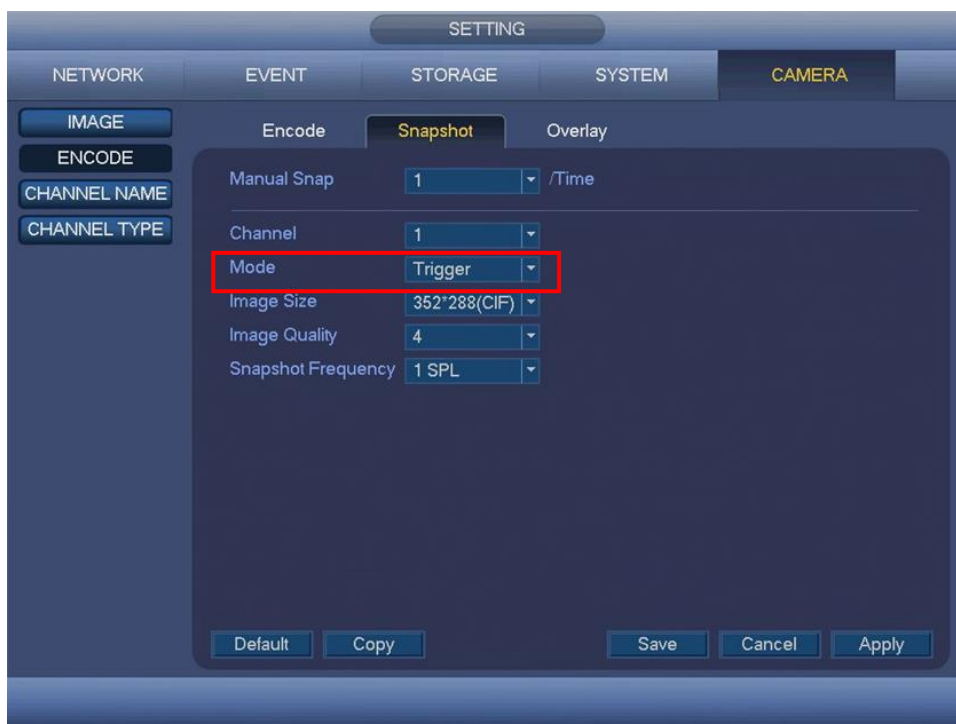 SETTING
NETWORK EVENT STORAGE SYSTEM CAMERA
IMAGE
ENCODE
CHANNEL NAME
CHANNEL TYPE
Encode Snapshot Overlay
Manual Snap 1 /Time
Channel 1
Mode Trigger
Image Size 352*288(CIF)
Image Quality 4
Snapshot Frequency 1 SPL
Default Copy Save Cancel Apply